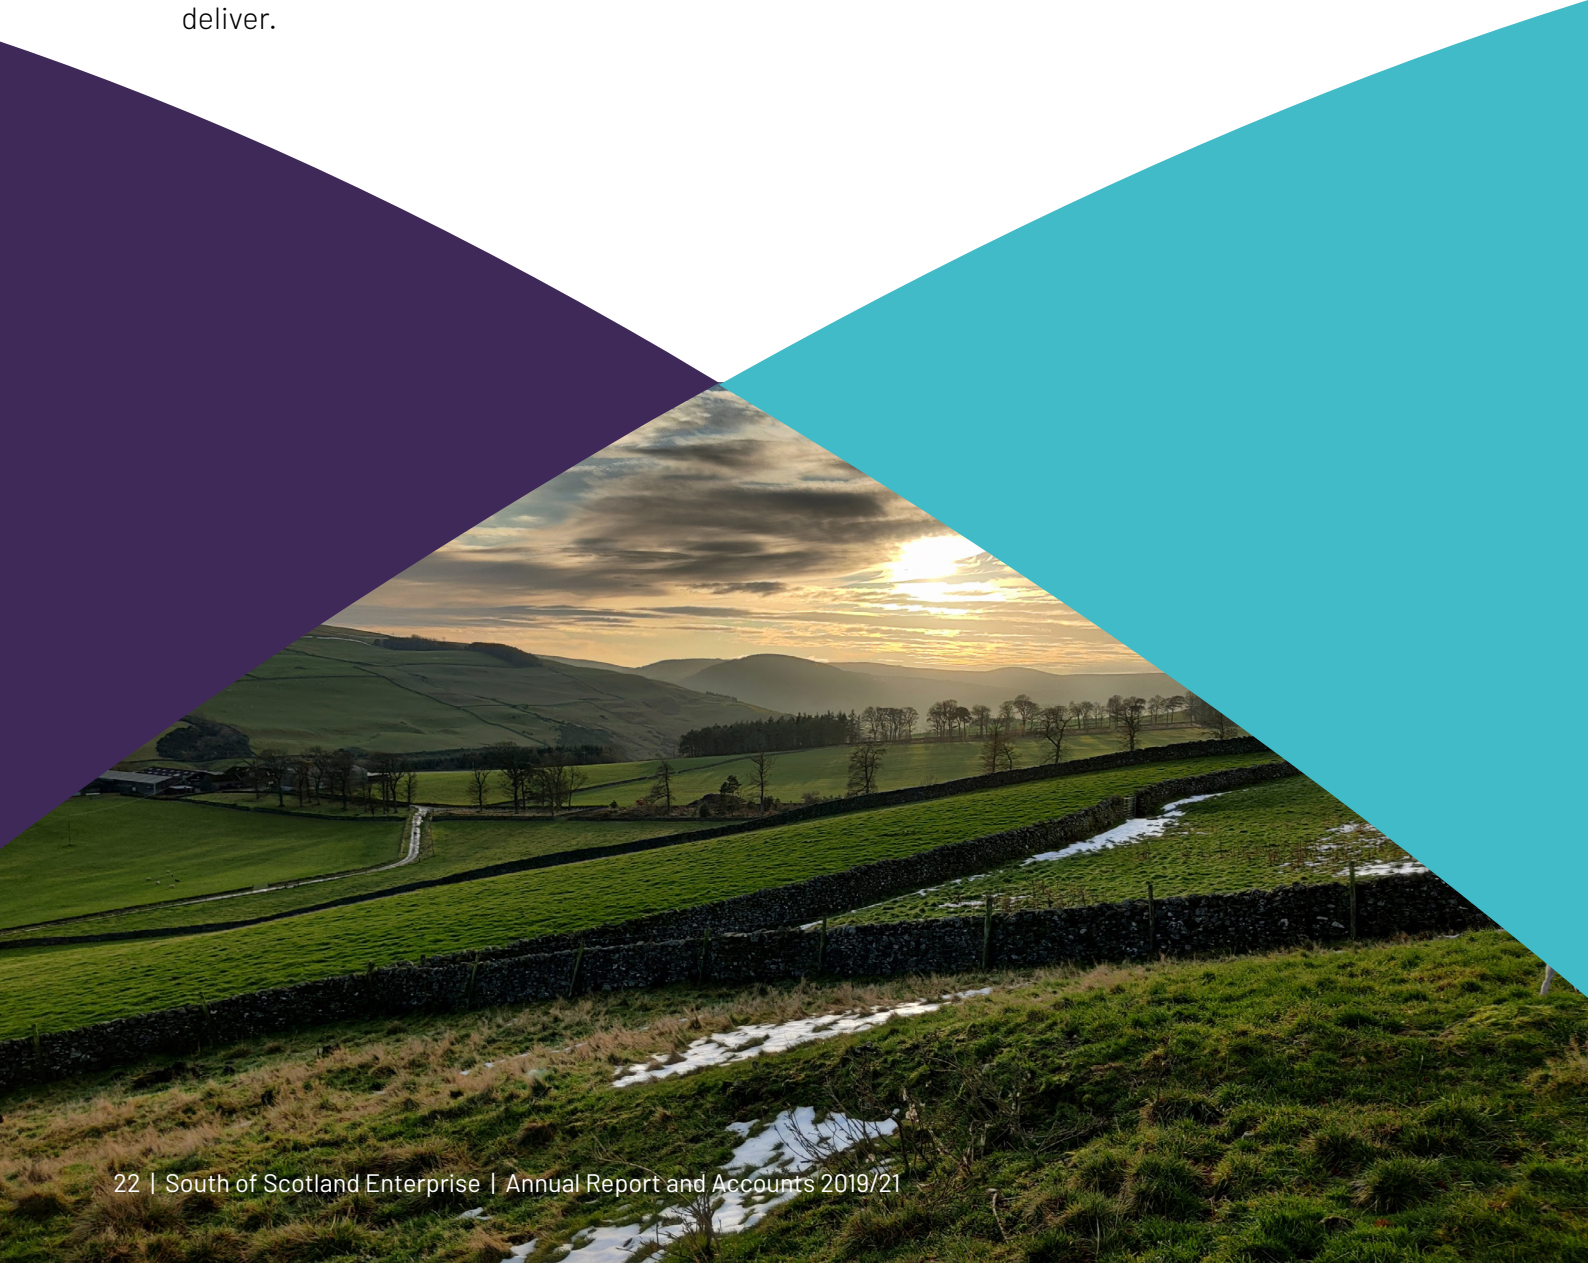 deliver.
22 | South of Scotland Enterprise | Annual Report and Accounts 2019/21